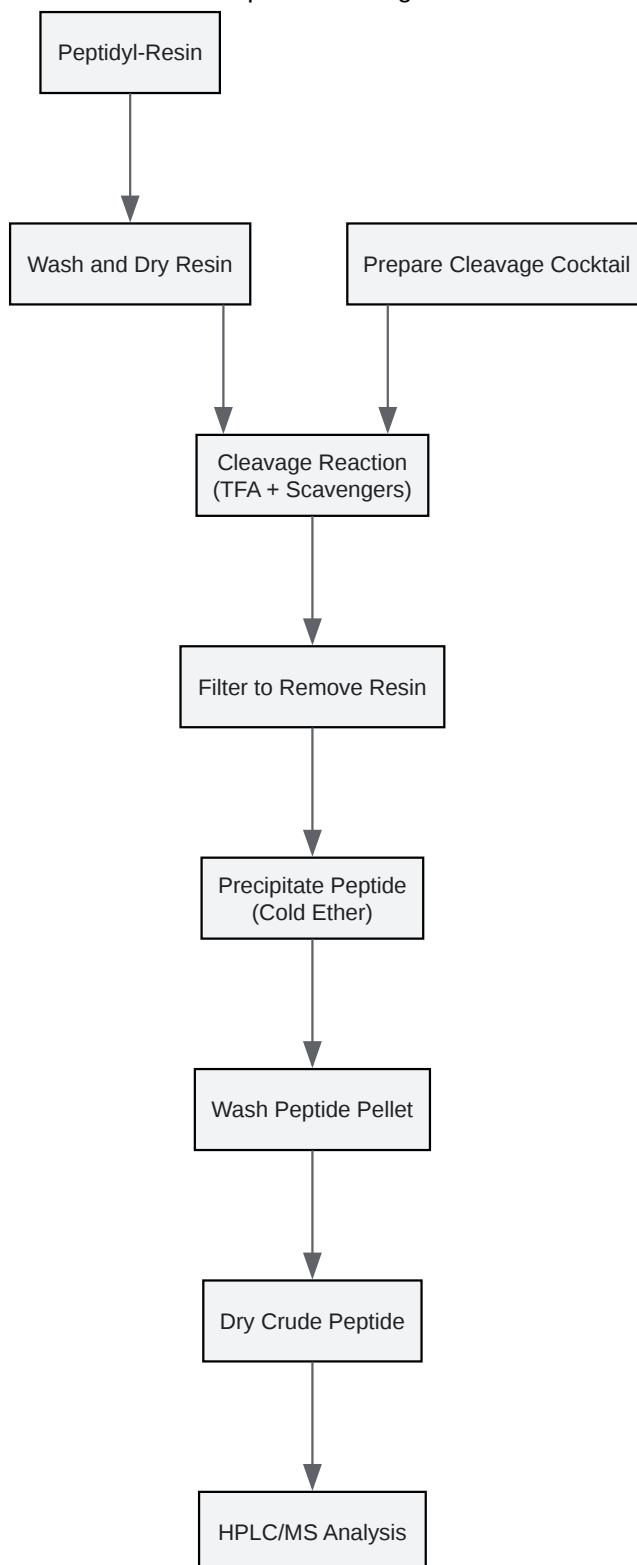 Peptidyl-Resin
Wash and Dry Resin
Prepare Cleavage Cocktail
Cleavage Reaction
(TFA + Scavengers)
Filter to Remove Resin
Precipitate Peptide
(Cold Ether)
Wash Peptide Pellet
Dry Crude Peptide
HPLC/MS Analysis